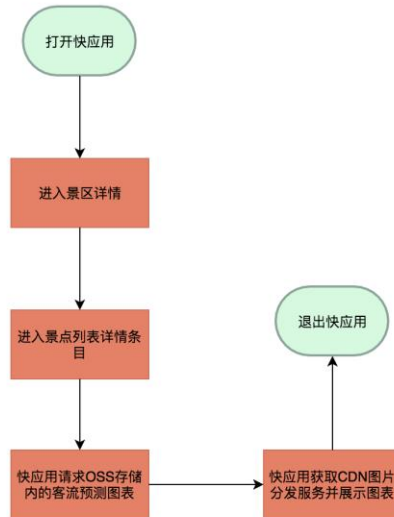 打开快应用
进入景区详情
进入景点列表详情条
目
退出快应用
快应用请求OSS存储
内的客流预测图表
快应用获取CDN图片
分发服务并展示图表